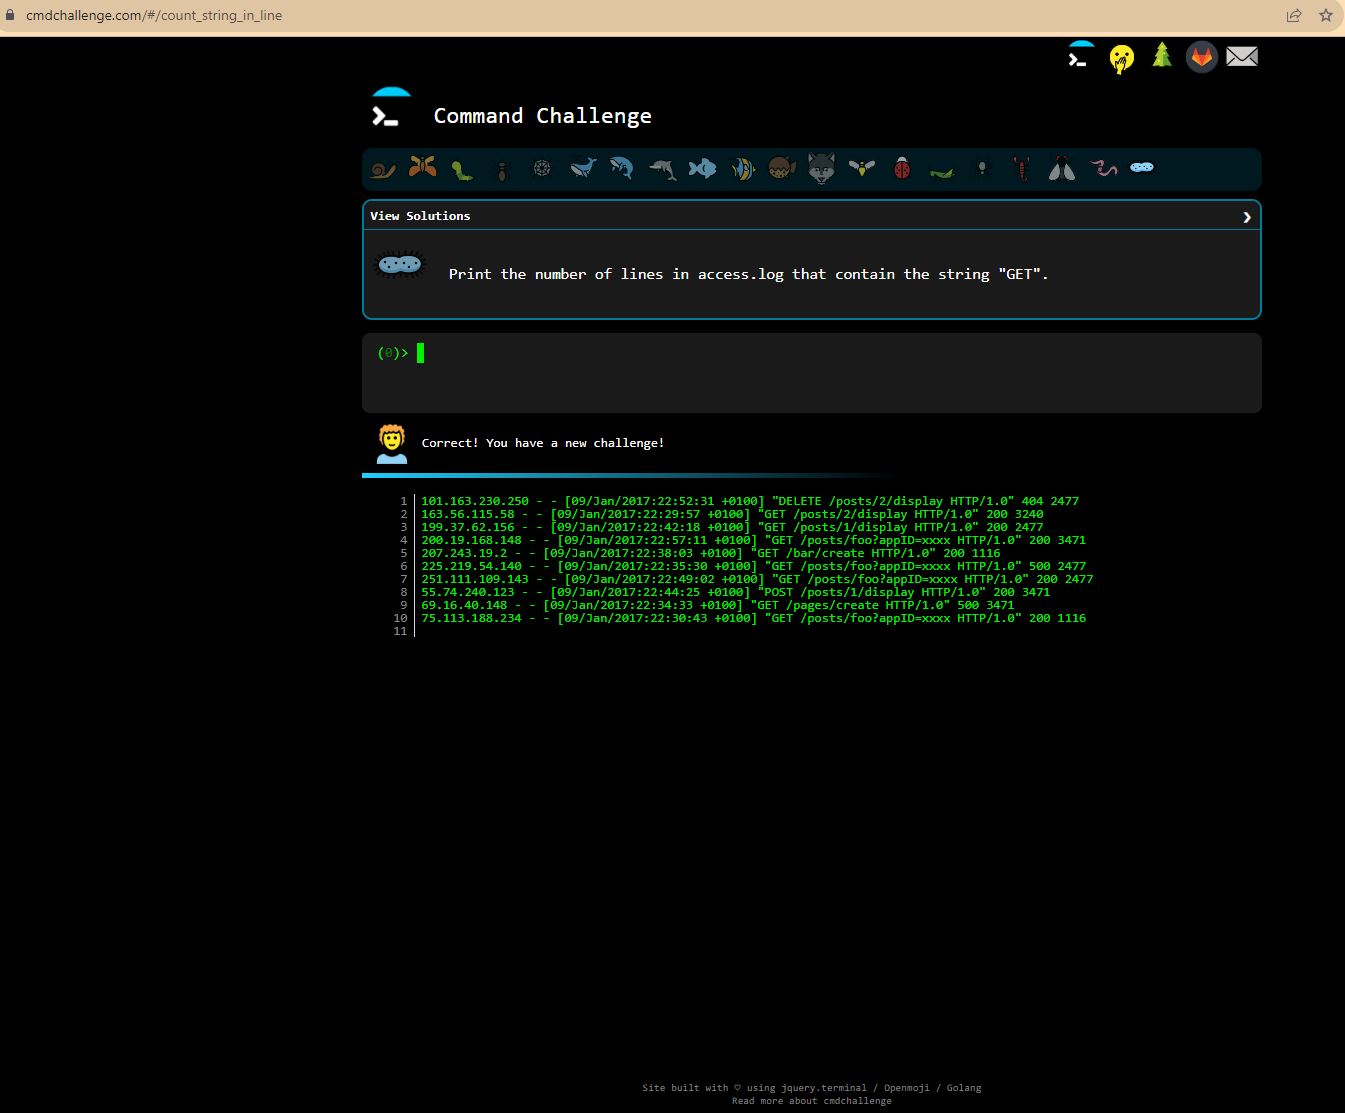 cmdchallenge.com/#/count_string_in_line
Command Challenge
View Solutions
Print the number of lines in access.log that contain the string "GET".
(0)>
Correct! You have a new challenge!
1 101.163.230.250 - - [09/Jan/2017:22:52:31 +0100] "DELETE /posts/2/display HTTP/1.0" 404 2477
2 163.56.115.58 - - [09/Jan/2017:22:29:57 +0100] "GET /posts/2/display HTTP/1.0" 200 3240
3 199.37.62.156 - - [09/Jan/2017:22:42:18 +0100] "GET /posts/1/display HTTP/1.0" 200 2477
4 200.19.168.148 - - [09/Jan/2017:22:57:11 +0100] "GET /posts/foo?appID=xxxx HTTP/1.0" 200 3471
5 207.243.19.2 - - [09/Jan/2017:22:38:03 +0100] "GET /bar/create HTTP/1.0" 200 1116
6 225.219.54.140 - - [09/Jan/2017:22:35:30 +0100] "GET /posts/foo?appID=xxxx HTTP/1.0" 500 2477
7 251.111.109.143 - - [09/Jan/2017:22:49:02 +0100] "GET /posts/foo?appID=xxxx HTTP/1.0" 200 2477
8 55.74.240.123 - - [09/Jan/2017:22:44:25 +0100] "POST /posts/1/display HTTP/1.0" 200 3471
9 69.16.40.148 - - [09/Jan/2017:22:34:33 +0100] "GET /pages/create HTTP/1.0" 500 3471
10 75.113.188.234 - - [09/Jan/2017:22:30:43 +0100] "GET /posts/foo?appID=xxxx HTTP/1.0" 200 1116
11
Site built with ♡ using jquery.terminal / Openmoji / Golang
Read more about cmdchallenge